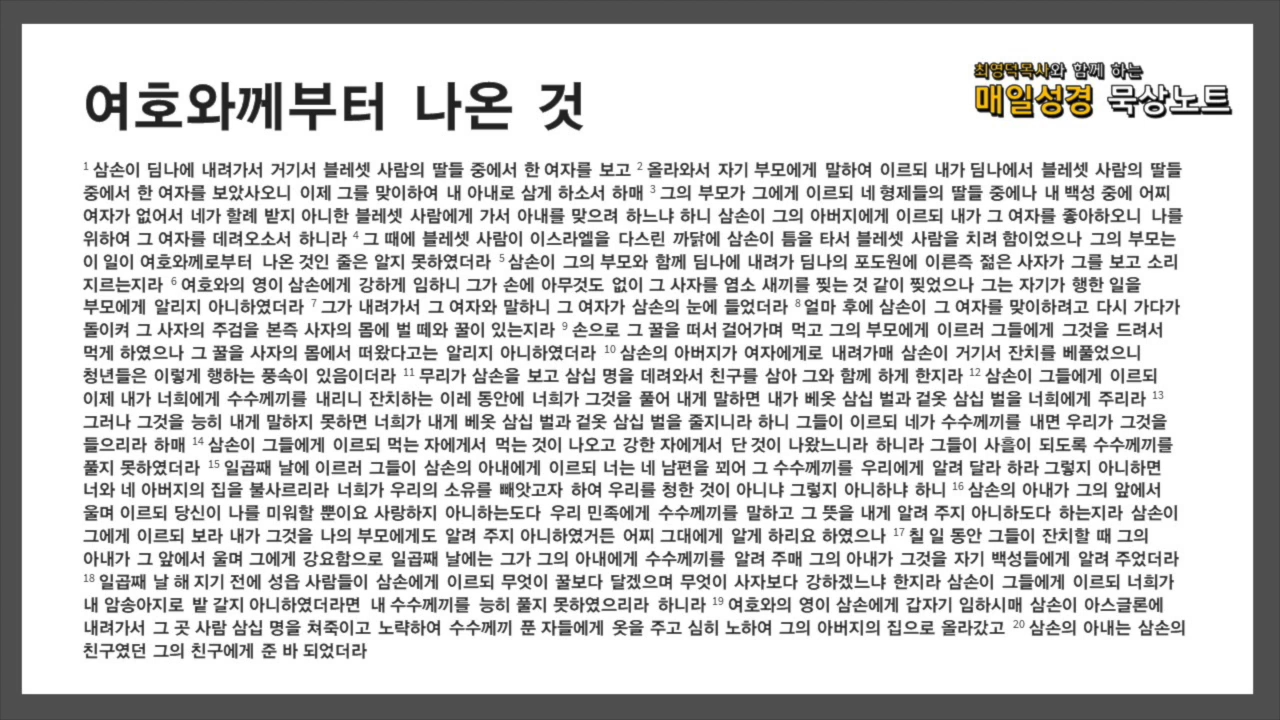 최영덕목사와 함께 하는
매일성경 묵상노트
여호와께부터 나온 것
1 삼손이 딤나에 내려가서 거기서 블레셋 사람의 딸들 중에서 한 여자를 보고 2 올라와서 자기 부모에게 말하여 이르되 내가 딤나에서 블레셋 사람의 딸들
중에서 한 여자를 보았사오니 이제 그를 맞이하여 내 아내로 삼게 하소서 하매 3 그의 부모가 그에게 이르되 네 형제들의 딸들 중에나 내 백성 중에 어찌
여자가 없어서 네가 할례 받지 아니한 블레셋 사람에게 가서 아내를 맞으려 하느냐 하니 삼손이 그의 아버지에게 이르되 내가 그 여자를 좋아하오니 나를
위하여 그 여자를 데려오소서 하니라 4 그 때에 블레셋 사람이 이스라엘을 다스린 까닭에 삼손이 틈을 타서 블레셋 사람을 치려 함이었으나 그의 부모는
이 일이 여호와께로부터 나온 것인 줄은 알지 못하였더라 5 삼손이 그의 부모와 함께 딤나에 내려가 딤나의 포도원에 이른즉 젊은 사자가 그를 보고 소리
지르는지라 6 여호와의 영이 삼손에게 강하게 임하니 그가 손에 아무것도 없이 그 사자를 염소 새끼를 찢는 것 같이 찢었으나 그는 자기가 행한 일을
부모에게 알리지 아니하였더라 7 그가 내려가서 그 여자와 말하니 그 여자가 삼손의 눈에 들었더라 8 얼마 후에 삼손이 그 여자를 맞이하려고 다시 가다가
돌이켜 그 사자의 주검을 본즉 사자의 몸에 벌 떼와 꿀이 있는지라 9 손으로 그 꿀을 떠서 걸어가며 먹고 그의 부모에게 이르러 그들에게 그것을 드려서
먹게 하였으나 그 꿀을 사자의 몸에서 떠왔다고는 알리지 아니하였더라 10 삼손의 아버지가 여자에게로 내려가매 삼손이 거기서 잔치를 베풀었으니
청년들은 이렇게 행하는 풍속이 있음이더라 11 무리가 삼손을 보고 삼십 명을 데려와서 친구를 삼아 그와 함께 하게 한지라 12 삼손이 그들에게 이르되
이제 내가 너희에게 수수께끼를 내리니 잔치하는 이레 동안에 너희가 그것을 풀어 내게 말하면 내가 베옷 삼십 벌과 겉옷 삼십 벌을 너희에게 주리라 13
그러나 그것을 능히 내게 말하지 못하면 너희가 내게 베옷 삼십 벌과 겉옷 삼십 벌을 줄지니라 하니 그들이 이르되 네가 수수께끼를 내면 우리가 그것을
들으리라 하매 14 삼손이 그들에게 이르되 먹는 자에게서 먹는 것이 나오고 강한 자에게서 단 것이 나왔느니라 하니라 그들이 사흘이 되도록 수수께끼를
풀지 못하였더라 15 일곱째 날에 이르러 그들이 삼손의 아내에게 이르되 너는 네 남편을 꾀어 그 수수께끼를 우리에게 알려 달라 하라 그렇지 아니하면
너와 네 아버지의 집을 불사르리라 너희가 우리의 소유를 빼앗고자 하여 우리를 청한 것이 아니냐 그렇지 아니하냐 하니 16 삼손의 아내가 그의 앞에서
울며 이르되 당신이 나를 미워할 뿐이요 사랑하지 아니하는도다 우리 민족에게 수수께끼를 말하고 그 뜻을 내게 알려 주지 아니하도다 하는지라 삼손이
그에게 이르되 보라 내가 그것을 나의 부모에게도 알려 주지 아니하였거든 어찌 그대에게 알게 하리요 하였으나 17 칠 일 동안 그들이 잔치할 때 그의
아내가 그 앞에서 울며 그에게 강요함으로 일곱째 날에는 그가 그의 아내에게 수수께끼를 알려 주매 그의 아내가 그것을 자기 백성들에게 알려 주었더라
18 일곱째 날 해 지기 전에 성읍 사람들이 삼손에게 이르되 무엇이 꿀보다 달겠으며 무엇이 사자보다 강하겠느냐 한지라 삼손이 그들에게 이르되 너희가
내 암송아지로 밭 갈지 아니하였더라면 내 수수께끼를 능히 풀지 못하였으리라 하니라 19 여호와의 영이 삼손에게 갑자기 임하시매 삼손이 아스글론에
내려가서 그 곳 사람 삼십 명을 쳐죽이고 노략하여 수수께끼 푼 자들에게 옷을 주고 심히 노하여 그의 아버지의 집으로 올라갔고 20 삼손의 아내는 삼손의
친구였던 그의 친구에게 준 바 되었더라